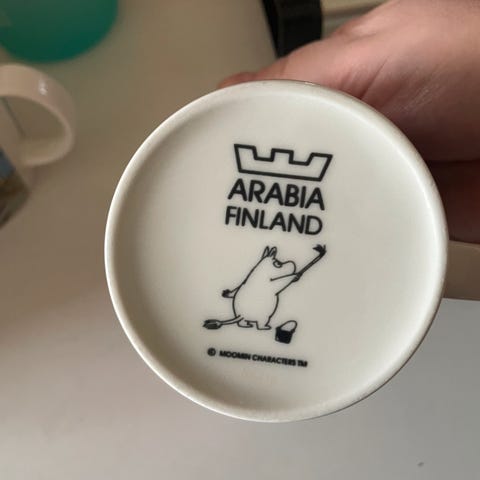 ARABIA
FINLAND
© MOOMIN CHARACTERS TM